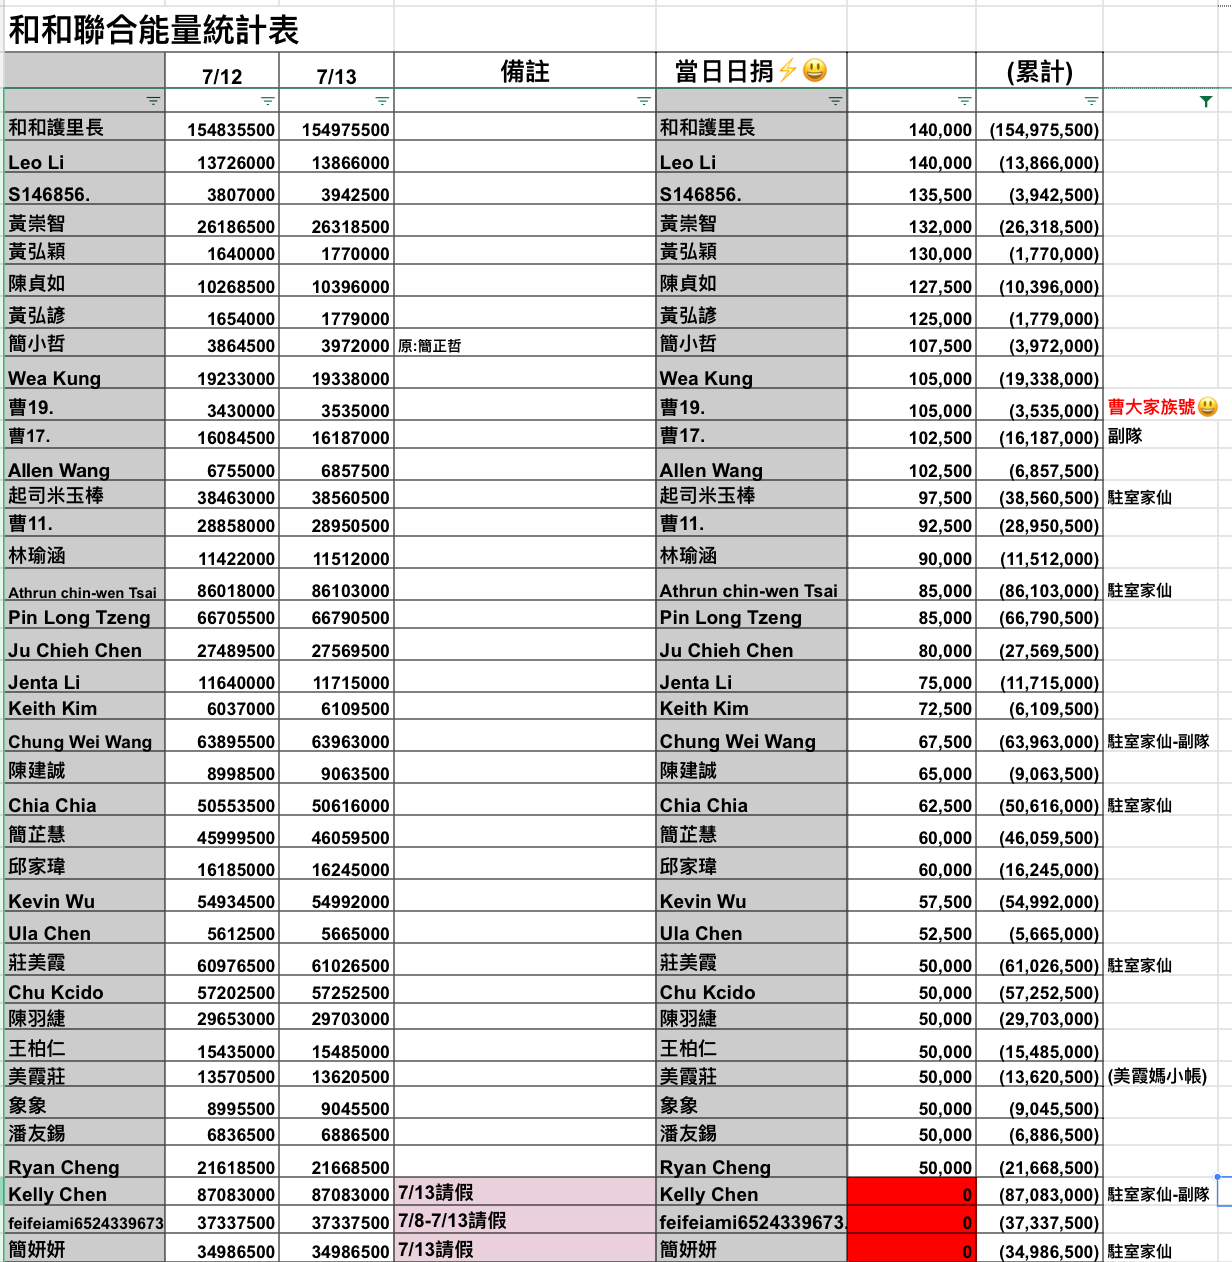 和和聯合能量統計表
7/12 7/13 備註 當日日捐⚡😃 (累計)
和和護里長 154835500 154975500 和和護里長 140,000 (154,975,500)
Leo Li 13726000 13866000 Leo Li 140,000 (13,866,000)
S146856. 3807000 3942500 S146856. 135,500 (3,942,500)
黃崇智 26186500 26318500 黃崇智 132,000 (26,318,500)
黃弘穎 1640000 1770000 黃弘穎 130,000 (1,770,000)
陳貞如 10268500 10396000 陳貞如 127,500 (10,396,000)
黃弘諺 1654000 1779000 黃弘諺 125,000 (1,779,000)
簡小哲 3864500 3972000 原:簡正哲 簡小哲 107,500 (3,972,000)
Wea Kung 19233000 19338000 Wea Kung 105,000 (19,338,000)
曹19. 3430000 3535000 曹19. 105,000 (3,535,000) 曹大家族號😃
曹17. 16084500 16187000 曹17. 102,500 (16,187,000) 副隊
Allen Wang 6755000 6857500 Allen Wang 102,500 (6,857,500)
起司米玉棒 38463000 38560500 起司米玉棒 97,500 (38,560,500) 駐室家仙
曹11. 28858000 28950500 曹11. 92,500 (28,950,500)
林瑜涵 11422000 11512000 林瑜涵 90,000 (11,512,000)
Athrun chin-wen Tsai 86018000 86103000 Athrun chin-wen Tsai 85,000 (86,103,000) 駐室家仙
Pin Long Tzeng 66705500 66790500 Pin Long Tzeng 85,000 (66,790,500)
Ju Chieh Chen 27489500 27569500 Ju Chieh Chen 80,000 (27,569,500)
Jenta Li 11640000 11715000 Jenta Li 75,000 (11,715,000)
Keith Kim 6037000 6109500 Keith Kim 72,500 (6,109,500)
Chung Wei Wang 63895500 63963000 Chung Wei Wang 67,500 (63,963,000) 駐室家仙-副隊
陳建誠 8998500 9063500 陳建誠 65,000 (9,063,500)
Chia Chia 50553500 50616000 Chia Chia 62,500 (50,616,000) 駐室家仙
簡芷慧 45999500 46059500 簡芷慧 60,000 (46,059,500)
邱家瑋 16185000 16245000 邱家瑋 60,000 (16,245,000)
Kevin Wu 54934500 54992000 Kevin Wu 57,500 (54,992,000)
Ula Chen 5612500 5665000 Ula Chen 52,500 (5,665,000)
莊美霞 60976500 61026500 莊美霞 50,000 (61,026,500) 駐室家仙
Chu Kcido 57202500 57252500 Chu Kcido 50,000 (57,252,500)
陳羽緁 29653000 29703000 陳羽緁 50,000 (29,703,000)
王柏仁 15435000 15485000 王柏仁 50,000 (15,485,000)
美霞莊 13570500 13620500 美霞莊 50,000 (13,620,500) (美霞媽小帳)
象象 8995500 9045500 象象 50,000 (9,045,500)
潘友錫 6836500 6886500 潘友錫 50,000 (6,886,500)
Ryan Cheng 21618500 21668500 Ryan Cheng 50,000 (21,668,500)
Kelly Chen 87083000 87083000 7/13請假 Kelly Chen 0 (87,083,000) 駐室家仙-副隊
feifeiami6524339673 37337500 37337500 7/8-7/13請假 feifeiami6524339673. 0 (37,337,500)
簡妍妍 34986500 34986500 7/13請假 簡妍妍 0 (34,986,500) 駐室家仙